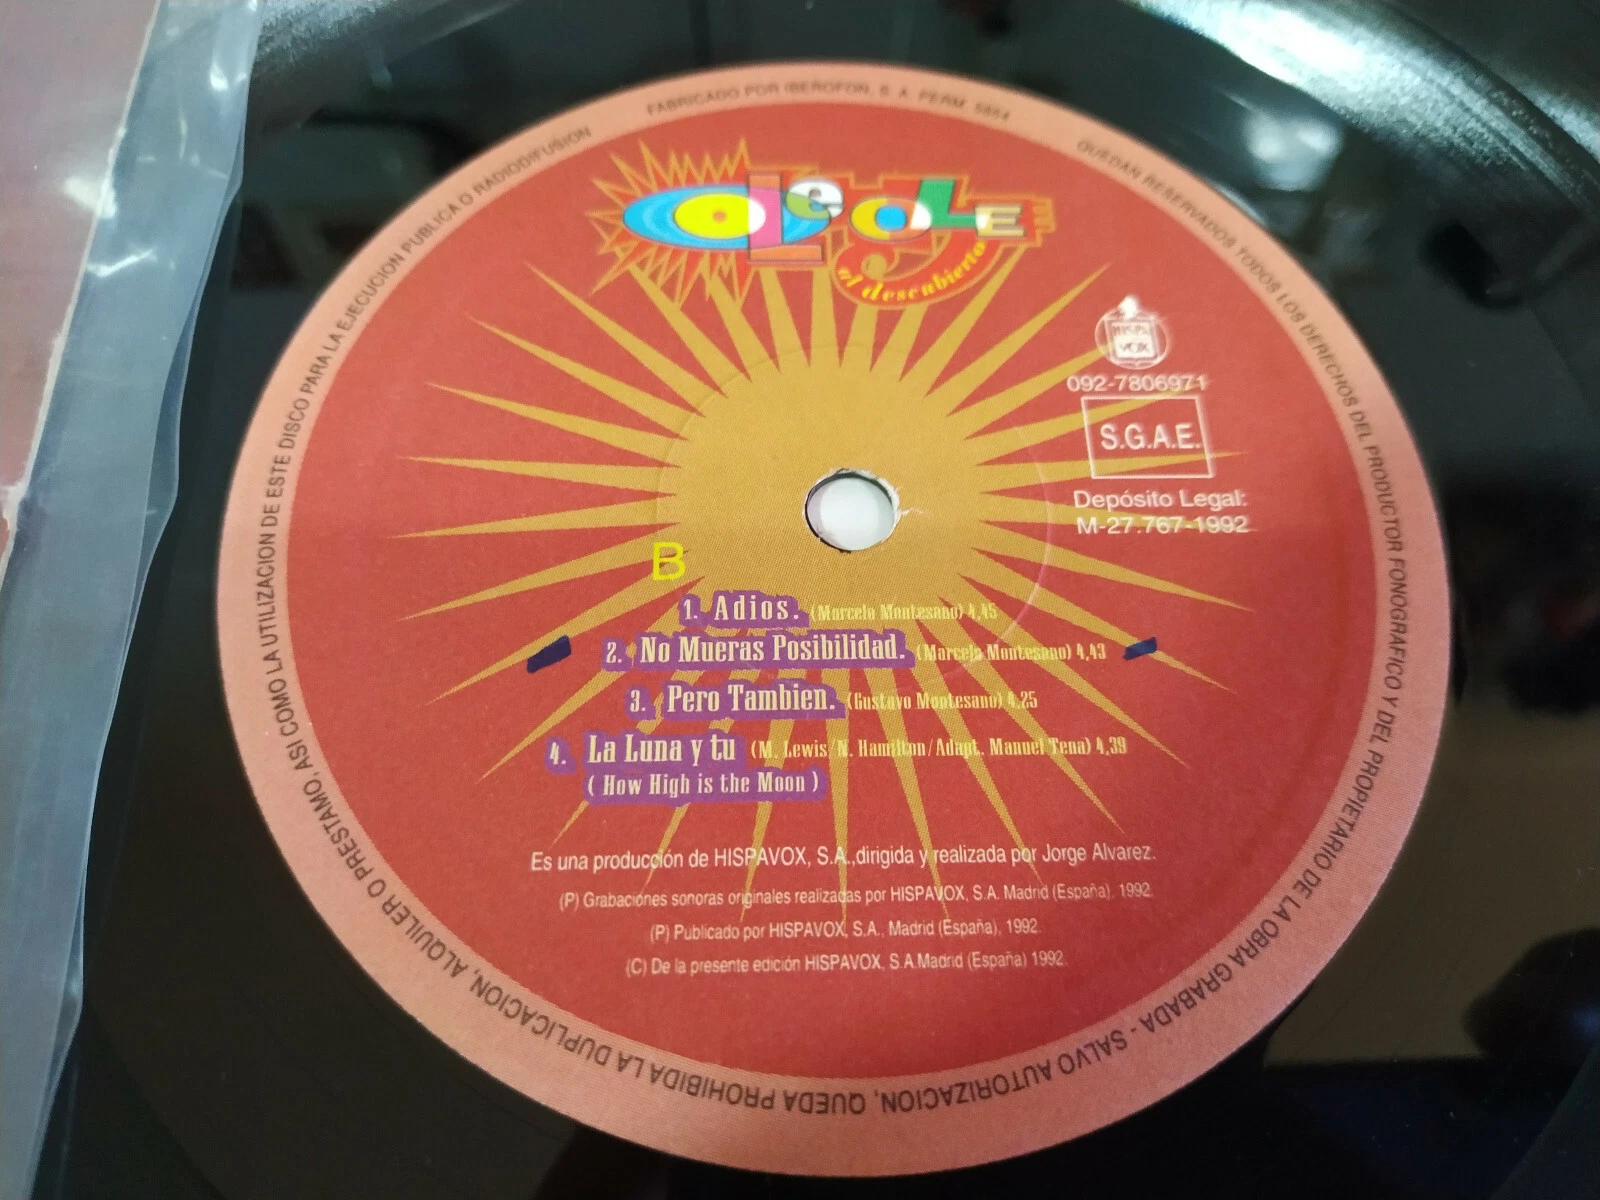 FABRICADO POR IBEROFON, S. A. PERM. 5554
QUEDAN RESERVADOS TODOS LOS DERECHOS DEL PRODUCTOR FONOGRAFICO Y DEL PROPIETARIO DE LA OBRA GRABADA - SALVO AUTORIZACION, QUEDA PROHIBIDA LA DUPLICACION, ALQUILER O PRESTAMO, ASI COMO LA UTILIZACION DE ESTE DISCO PARA LA EJECUCION PUBLICA O RADIODIFUSION
OLe OLE
al descubierto
HISPA
VOX
092-7806971
S.G.A.E.
Depósito Legal:
M-27.767-1992
B
1. Adios. (Marcelo Montesano) 4,45
2. No Mueras Posibilidad. (Marcelo Montesano) 4,43
3. Pero Tambien. (Gustavo Montesano) 4,25
4. La Luna y tu (M. Lewis/N. Hamilton/Adapt. Manuel Tena) 4,39
( How High is the Moon )
Es una producción de HISPAVOX, S.A.,dirigida y realizada por Jorge Alvarez.
(P) Grabaciones sonoras originales realizadas por HISPAVOX, S.A. Madrid (España). 1992.
(P) Publicado por HISPAVOX, S.A., Madrid (España). 1992.
(C) De la presente edición HISPAVOX, S.A.Madrid (España) 1992.